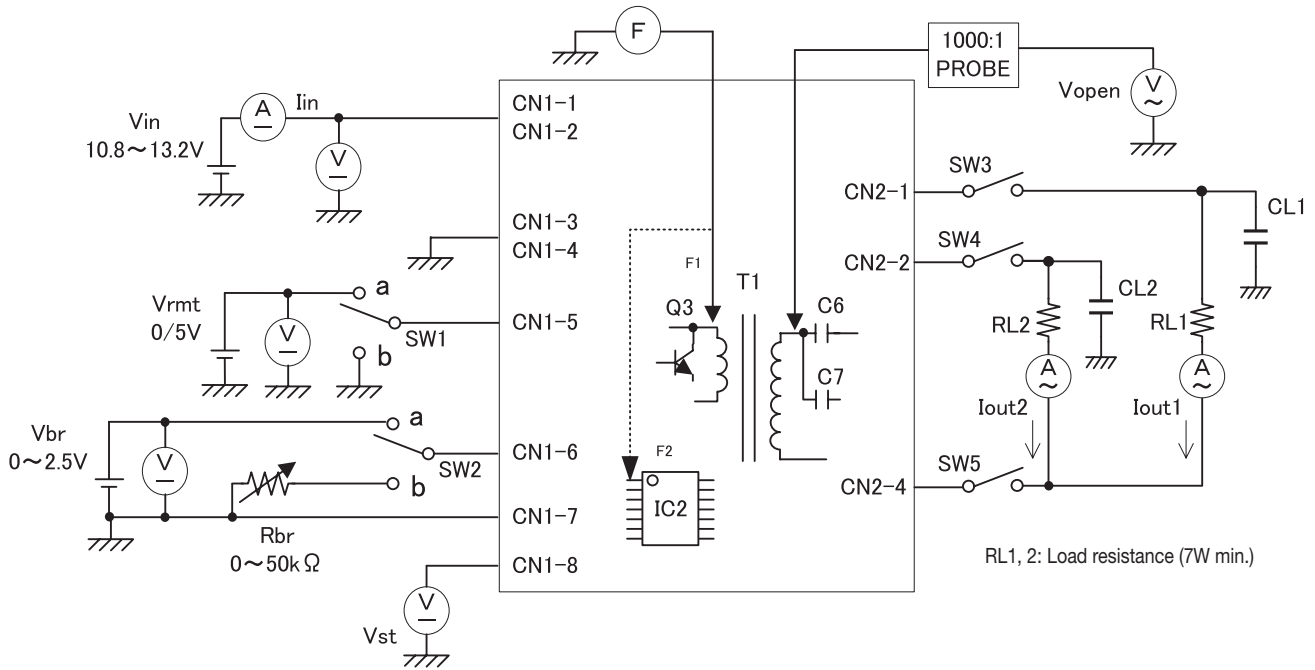 F
1000:1
PROBE
Vopen
V
~
Vin
10.8~13.2V
A
Iin
V
CN1-1
CN1-2
CN1-3
CN1-4
Vrmt
0/5V
V
a
b
SW1
CN1-5
Vbr
0~2.5V
V
a
b
SW2
CN1-6
Rbr
0~50kΩ
CN1-7
CN1-8
V
Vst
F1
Q3
T1
C6
C7
F2
IC2
CN2-1
SW3
CL1
CN2-2
SW4
CL2
RL2
RL1
A
~
A
~
Iout2
Iout1
CN2-4
SW5
RL1, 2: Load resistance (7W min.)